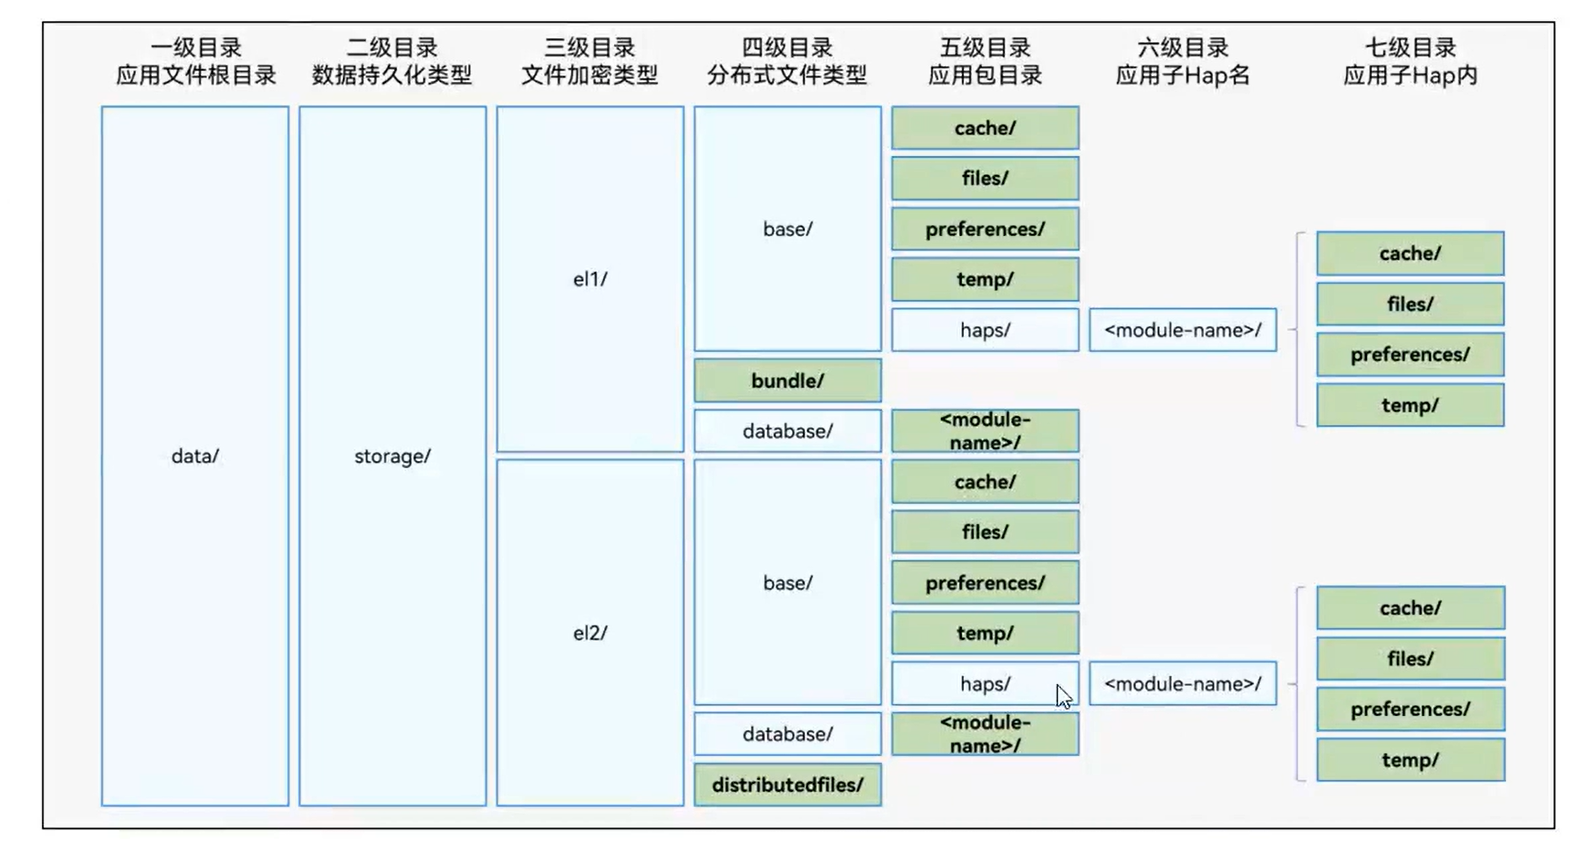 一级目录
应用文件根目录
二级目录
数据持久化类型
三级目录
文件加密类型
四级目录
分布式文件类型
五级目录
应用包目录
六级目录
应用子Hap名
七级目录
应用子Hap内
data/
storage/
el1/
base/
cache/
files/
preferences/
temp/
haps/
<module-name>/
cache/
files/
preferences/
temp/
bundle/
database/
<module-
name>/
el2/
base/
cache/
files/
preferences/
temp/
haps/
<module-name>/
cache/
files/
preferences/
temp/
database/
<module-
name>/
distributedfiles/